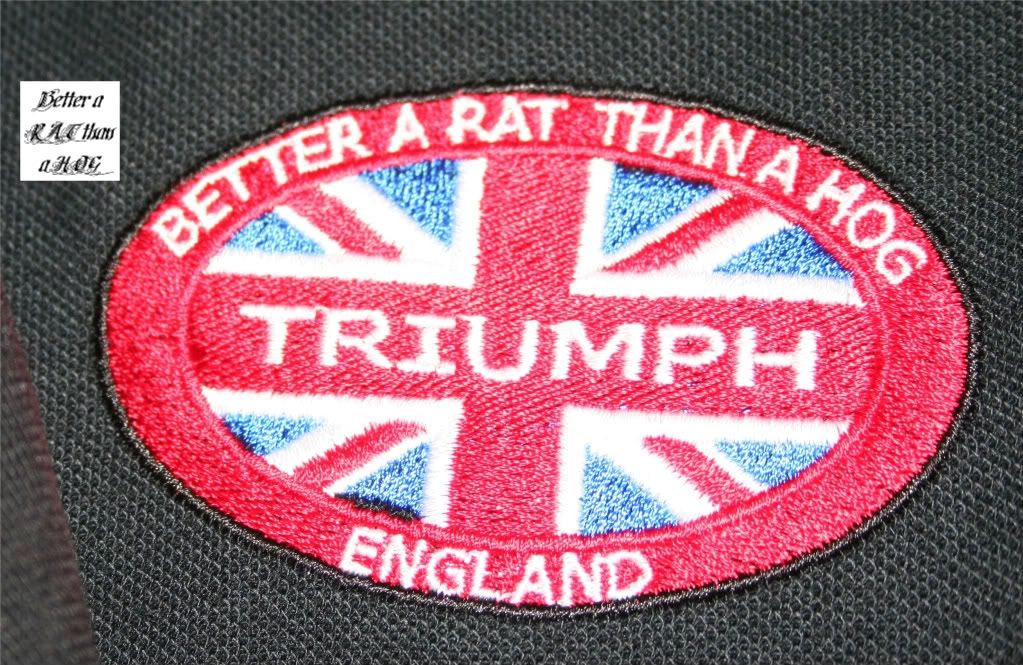 Better a
RAT than
a HOG
BETTER A RAT THAN A HOG
TRIUMPH
ENGLAND